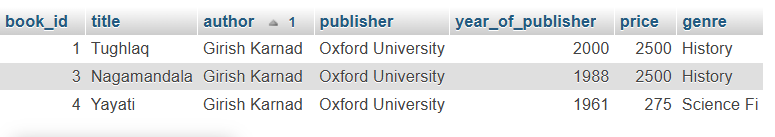 book_id title author 1 publisher year_of_publisher price genre
1 Tughlaq Girish Karnad Oxford University 2000 2500 History
3 Nagamandala Girish Karnad Oxford University 1988 2500 History
4 Yayati Girish Karnad Oxford University 1961 275 Science Fi